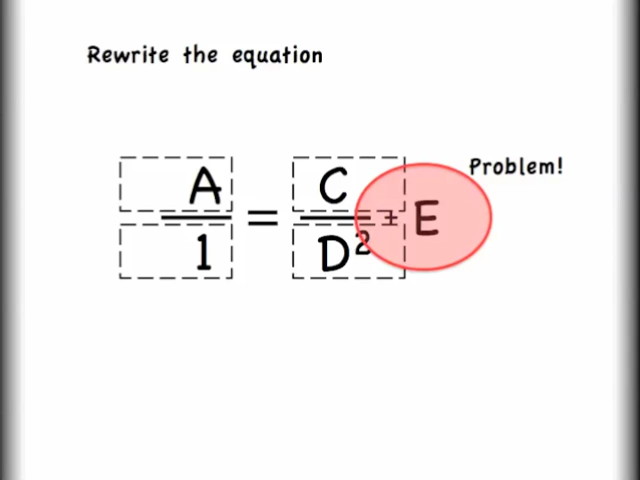 Rewrite the equation
Problem!
A/1 = C/D² + E